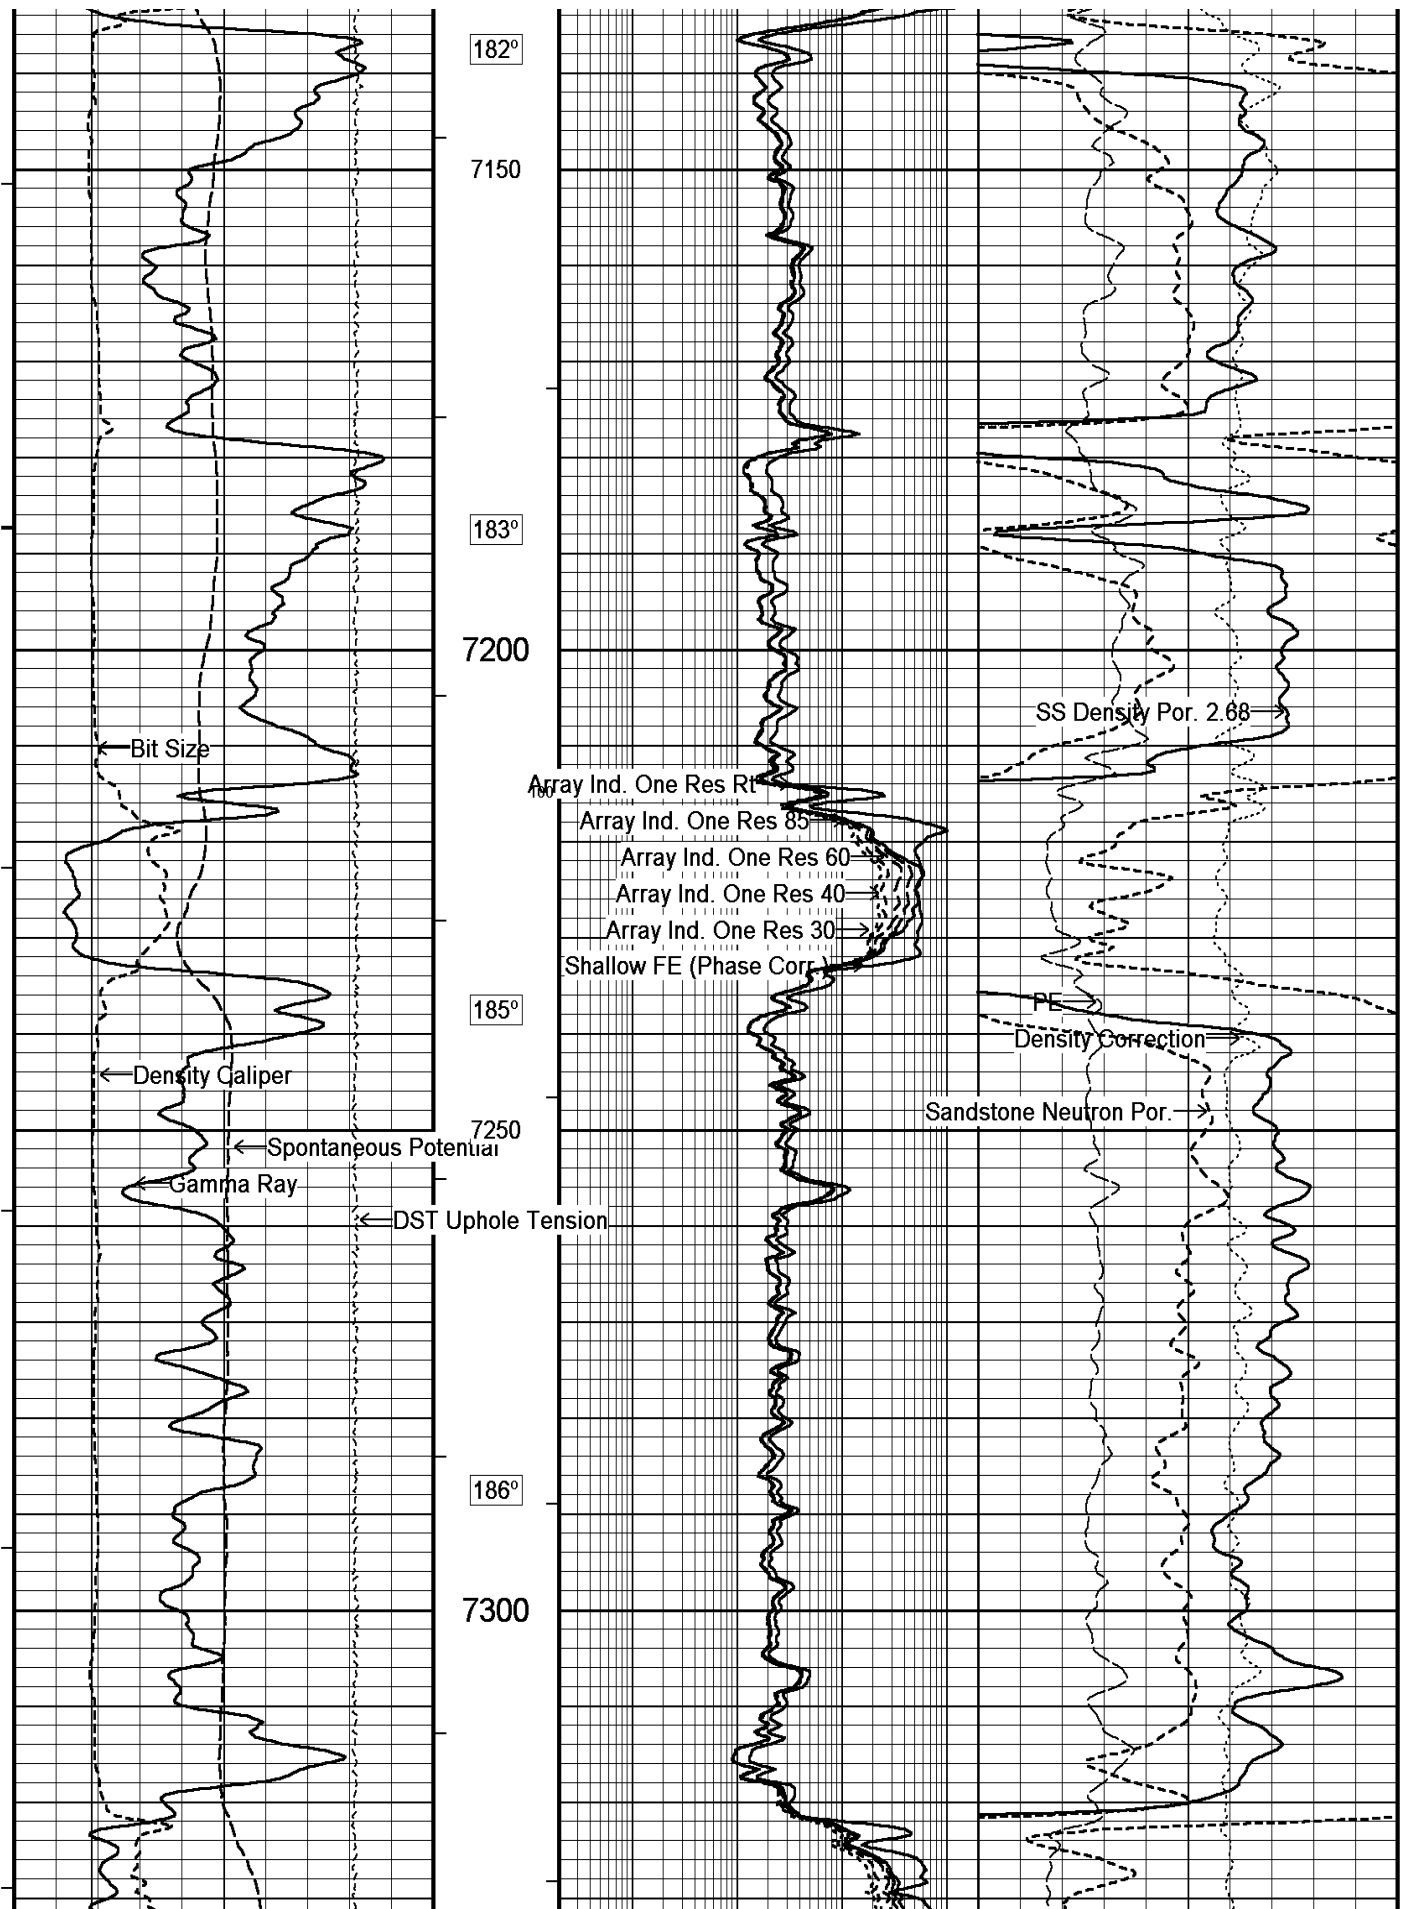 182°
7150
183°
7200
SS Density Por. 2.68
Bit Size
Array Ind. One Res Rt
100
Array Ind. One Res 85
Array Ind. One Res 60
Array Ind. One Res 40
Array Ind. One Res 30
Shallow FE (Phase Corr.)
PE
185°
Density Correction
Density Caliper
Sandstone Neutron Por.
7250
Spontaneous Potential
Gamma Ray
DST Uphole Tension
186°
7300